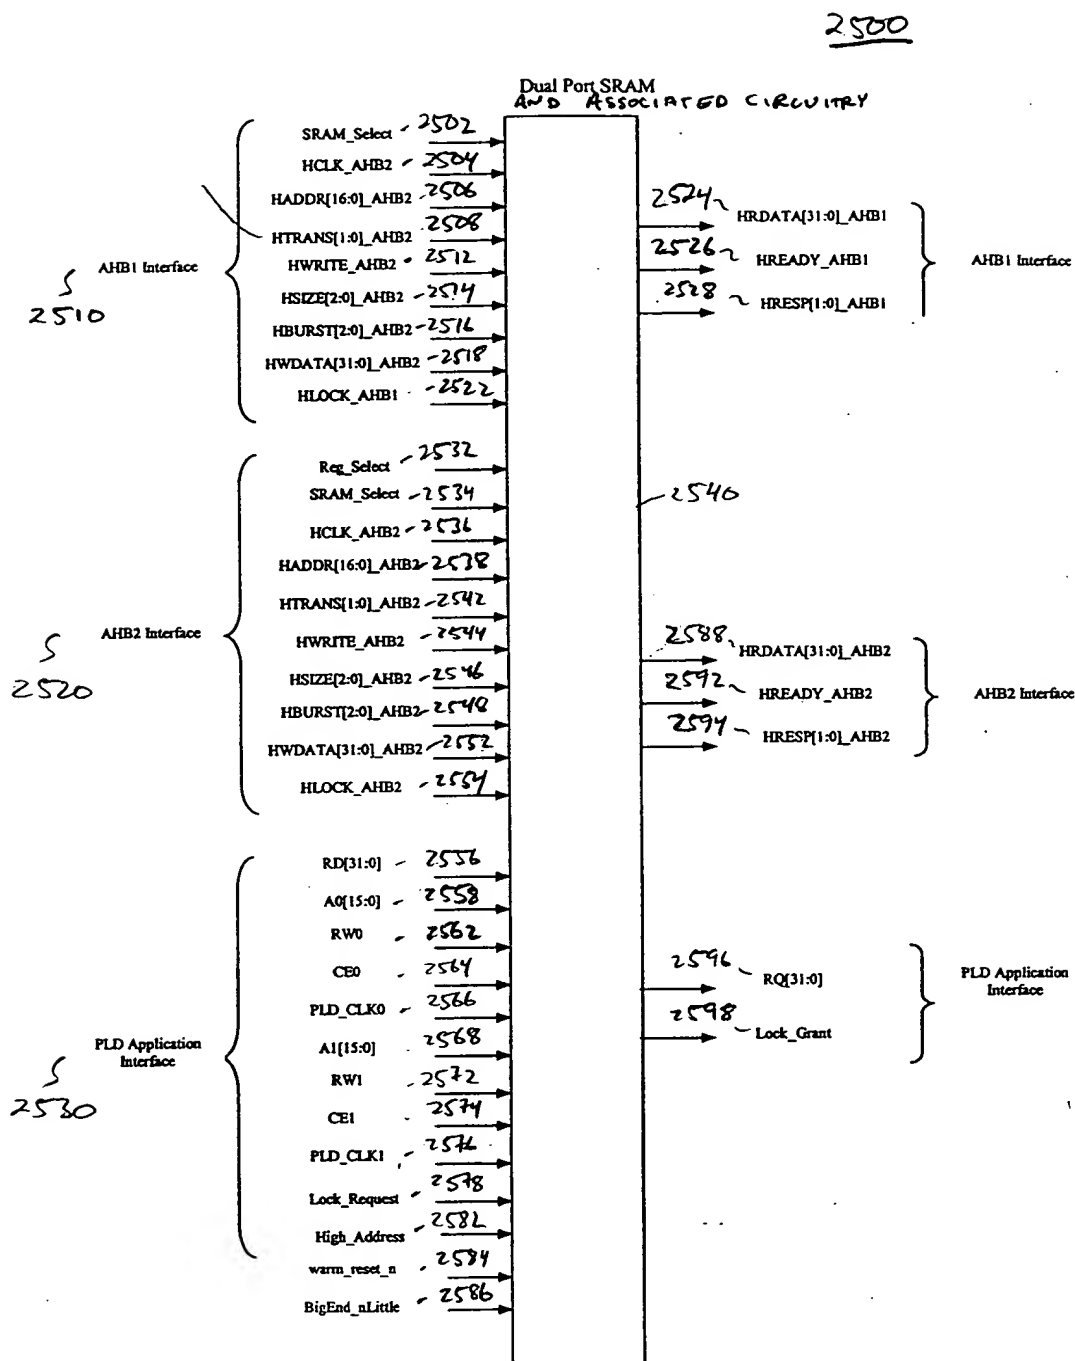 2500
Dual Port SRAM
AND ASSOCIATED CIRCUITRY
SRAM_Select 2502
HCLK_AHB2 2504
HADDR[16:0]_AHB2 2506
HTRANS[1:0]_AHB2 2508
HWRITE_AHB2 2512
HSIZE[2:0]_AHB2 2514
HBURST[2:0]_AHB2 2516
HWDATA[31:0]_AHB2 2518
HLOCK_AHB1 2522
AHB1 Interface
2510
2524 HRDATA[31:0]_AHB1
2526 HREADY_AHB1
2528 HRESP[1:0]_AHB1
AHB1 Interface
Reg_Select 2532
SRAM_Select 2534
HCLK_AHB2 2536
HADDR[16:0]_AHB2 2538
HTRANS[1:0]_AHB2 2542
HWRITE_AHB2 2544
HSIZE[2:0]_AHB2 2546
HBURST[2:0]_AHB2 2548
HWDATA[31:0]_AHB2 2552
HLOCK_AHB2 2554
AHB2 Interface
2520
2540
2588 HRDATA[31:0]_AHB2
2592 HREADY_AHB2
2594 HRESP[1:0]_AHB2
AHB2 Interface
RD[31:0] 2556
A0[15:0] 2558
RW0 2562
CE0 2564
PLD_CLK0 2566
A1[15:0] 2568
RW1 2572
CE1 2574
PLD_CLK1 2576
Lock_Request 2578
High_Address 2582
warm_reset_n 2584
BigEnd_nLittle 2586
PLD Application
Interface
2530
2596 RQ[31:0]
2598 Lock_Grant
PLD Application
Interface